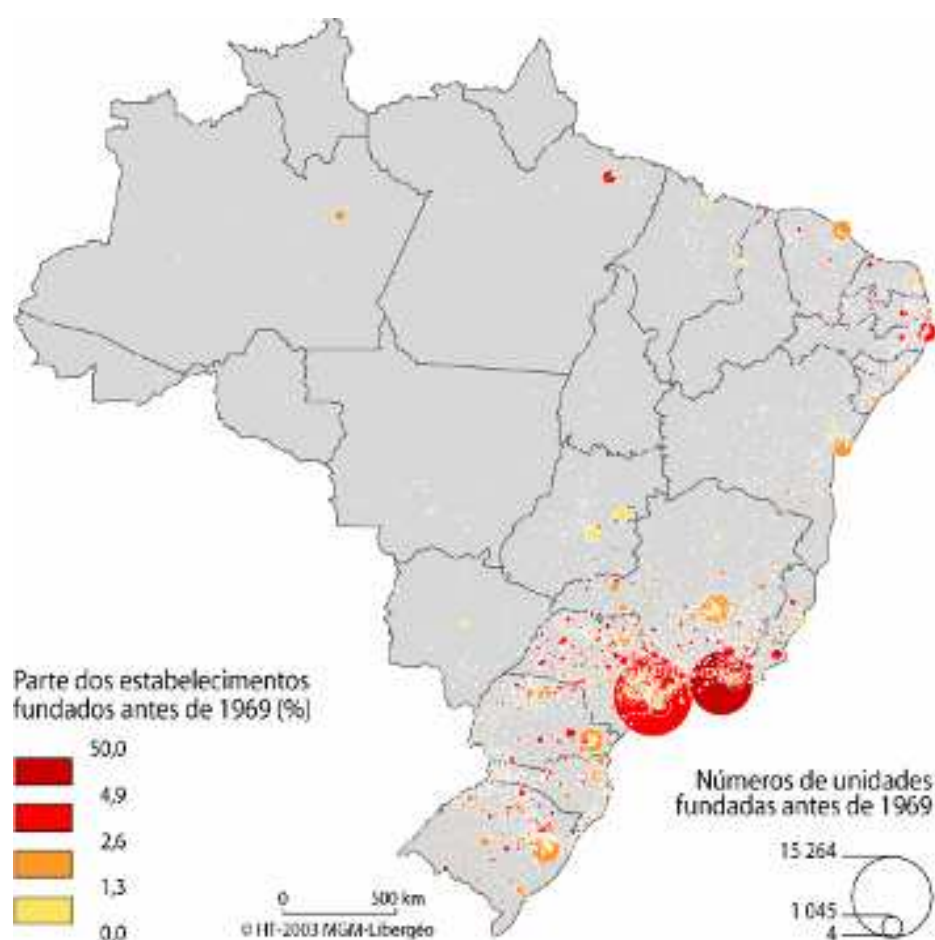 Parte dos estabelecimentos
fundados antes de 1969 (%)
50,0
4,9
2,6
1,3
0,0
0 500 km
© HT-2003 MGM-Libergéo
Números de unidades
fundadas antes de 1969
15 264
1 045
4